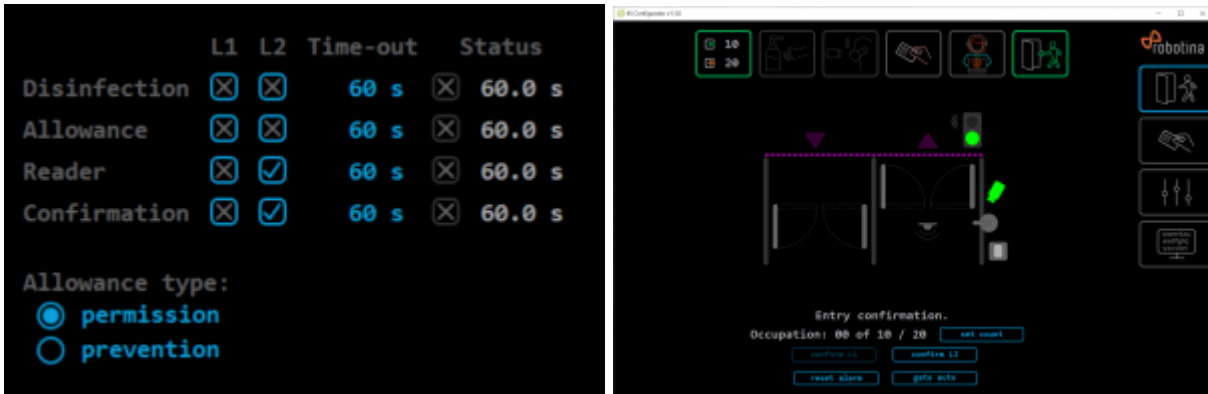 L1 L2 Time-out Status
Disinfection 60 s 60.0 s
Allowance 60 s 60.0 s
Reader 60 s 60.0 s
Confirmation 60 s 60.0 s
Allowance type:
permission
prevention
10
20
robotina
Entry confirmation.
Occupation: 00 of 10 / 20 set count
confirm L1 confirm L2
reset alarm gate auto